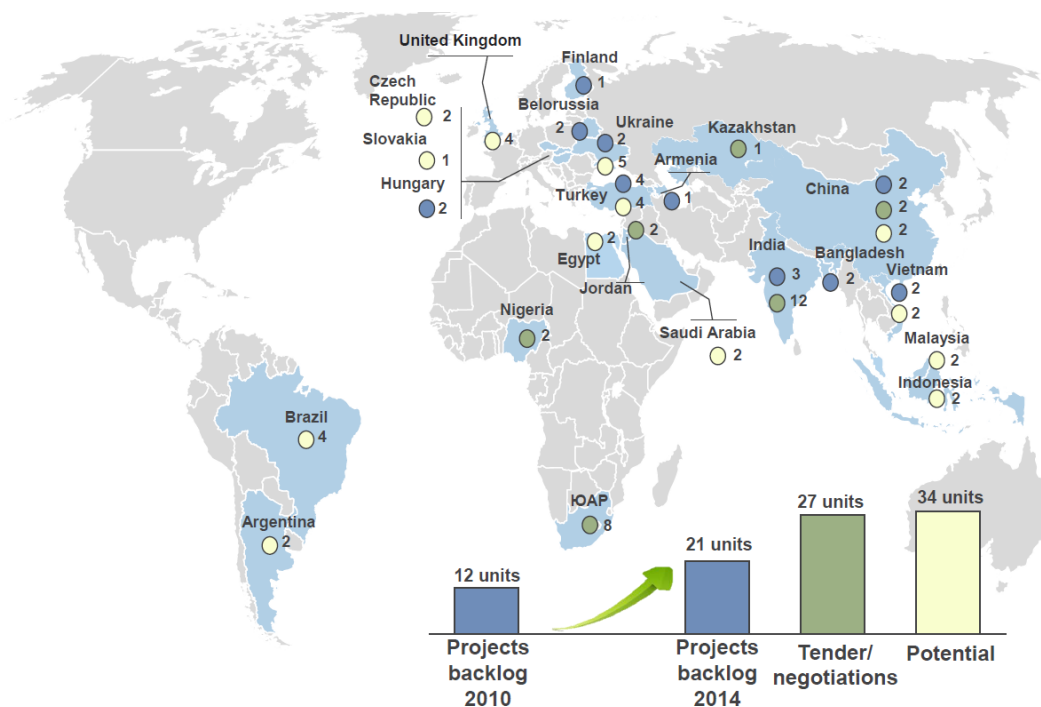 United Kingdom
Finland
1
Czech
Republic
2
Belorussia
2
Ukraine
2
Kazakhstan
1
Slovakia
1
4
5
Armenia
Hungary
2
4
Turkey
4
1
China
2
2
2
2
Egypt
2
Jordan
India
3
12
Bangladesh
2
Vietnam
2
2
Nigeria
2
Saudi Arabia
2
Malaysia
2
Indonesia
2
Brazil
4
Argentina
2
ЮАР
8
12 units
21 units
27 units
34 units
Projects
backlog
2010
Projects
backlog
2014
Tender/
negotiations
Potential